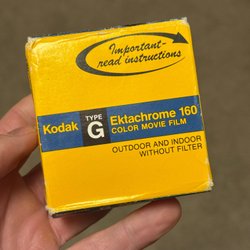 Important-
read instructions
Kodak TYPE G Ektachrome 160
COLOR MOVIE FILM
OUTDOOR AND INDOOR
WITHOUT FILTER